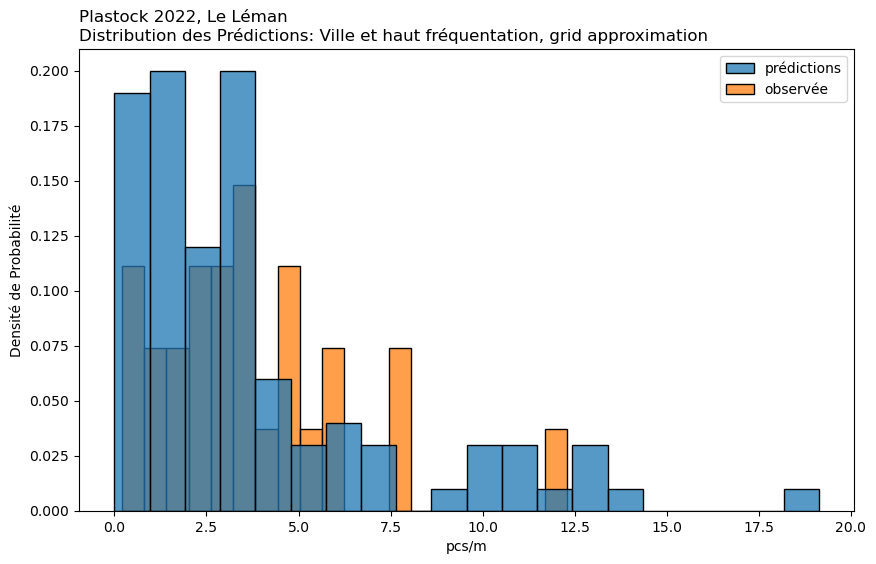 Plastock 2022, Le Léman
Distribution des Prédictions: Ville et haut fréquentation, grid approximation
prédictions
observée
Densité de Probabilité
0.200
0.175
0.150
0.125
0.100
0.075
0.050
0.025
0.000
0.0 2.5 5.0 7.5 10.0 12.5 15.0 17.5 20.0
pcs/m